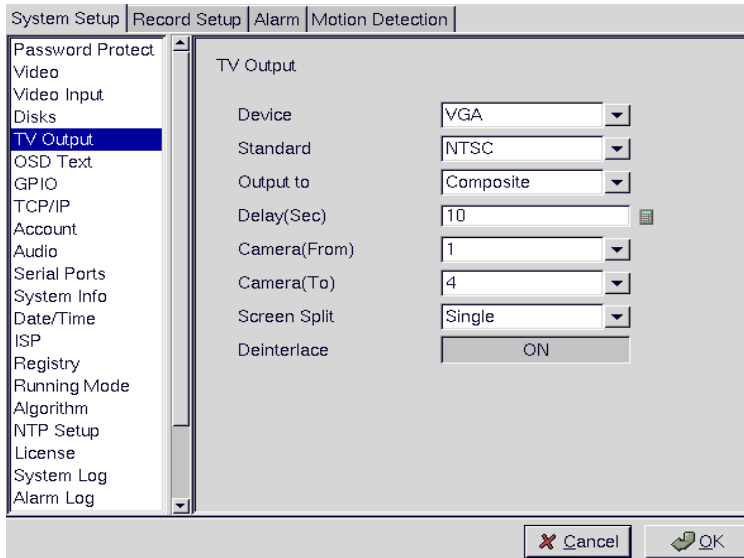 System Setup Record Setup Alarm Motion Detection
Password Protect
Video
Video Input
Disks
TV Output
OSD Text
GPIO
TCP/IP
Account
Audio
Serial Ports
System Info
Date/Time
ISP
Registry
Running Mode
Algorithm
NTP Setup
License
System Log
Alarm Log
TV Output
Device VGA
Standard NTSC
Output to Composite
Delay(Sec) 10
Camera(From) 1
Camera(To) 4
Screen Split Single
Deinterlace ON
Cancel OK